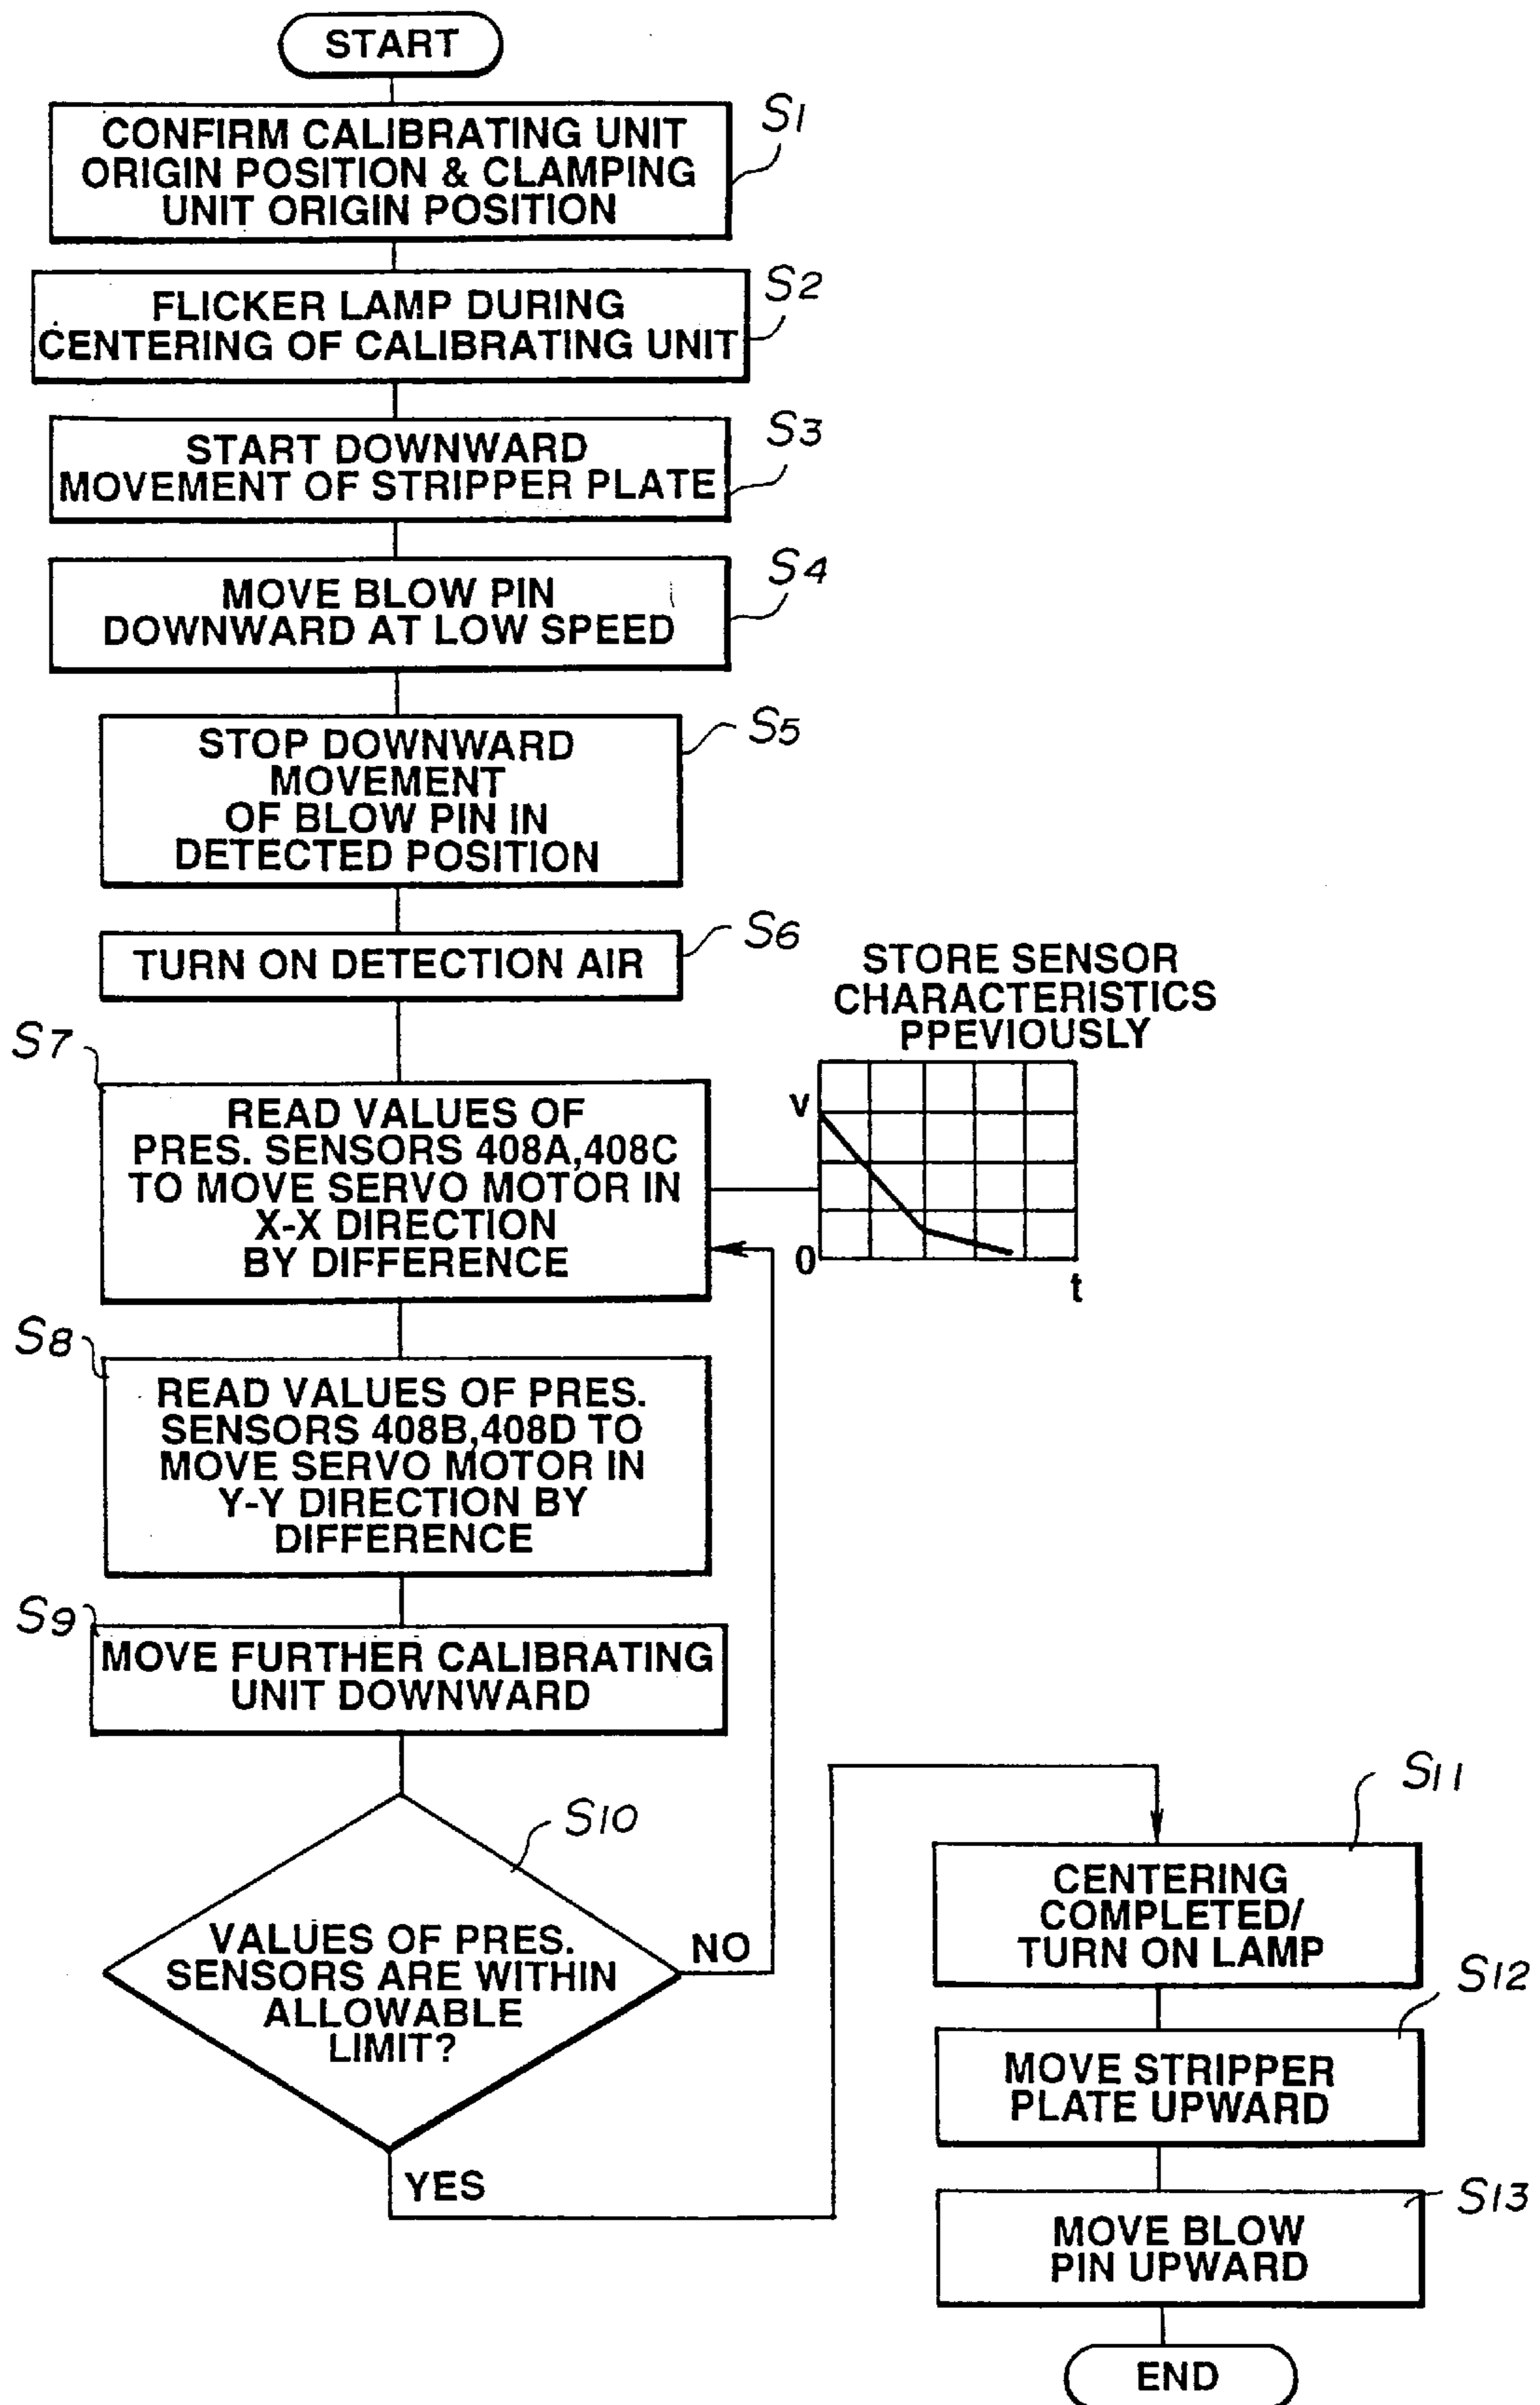 START
CONFIRM CALIBRATING UNIT
ORIGIN POSITION & CLAMPING
UNIT ORIGIN POSITION
S1
FLICKER LAMP DURING
CENTERING OF CALIBRATING UNIT
S2
START DOWNWARD
MOVEMENT OF STRIPPER PLATE
S3
MOVE BLOW PIN
DOWNWARD AT LOW SPEED
S4
STOP DOWNWARD
MOVEMENT
OF BLOW PIN IN
DETECTED POSITION
S5
TURN ON DETECTION AIR
S6
STORE SENSOR
CHARACTERISTICS
PPEVIOUSLY
V
0
t
S7
READ VALUES OF
PRES. SENSORS 408A,408C
TO MOVE SERVO MOTOR IN
X-X DIRECTION
BY DIFFERENCE
S8
READ VALUES OF PRES.
SENSORS 408B,408D TO
MOVE SERVO MOTOR IN
Y-Y DIRECTION BY
DIFFERENCE
S9
MOVE FURTHER CALIBRATING
UNIT DOWNWARD
S10
VALUES OF PRES.
SENSORS ARE WITHIN
ALLOWABLE
LIMIT?
NO
YES
S11
CENTERING
COMPLETED/
TURN ON LAMP
S12
MOVE STRIPPER
PLATE UPWARD
S13
MOVE BLOW
PIN UPWARD
END